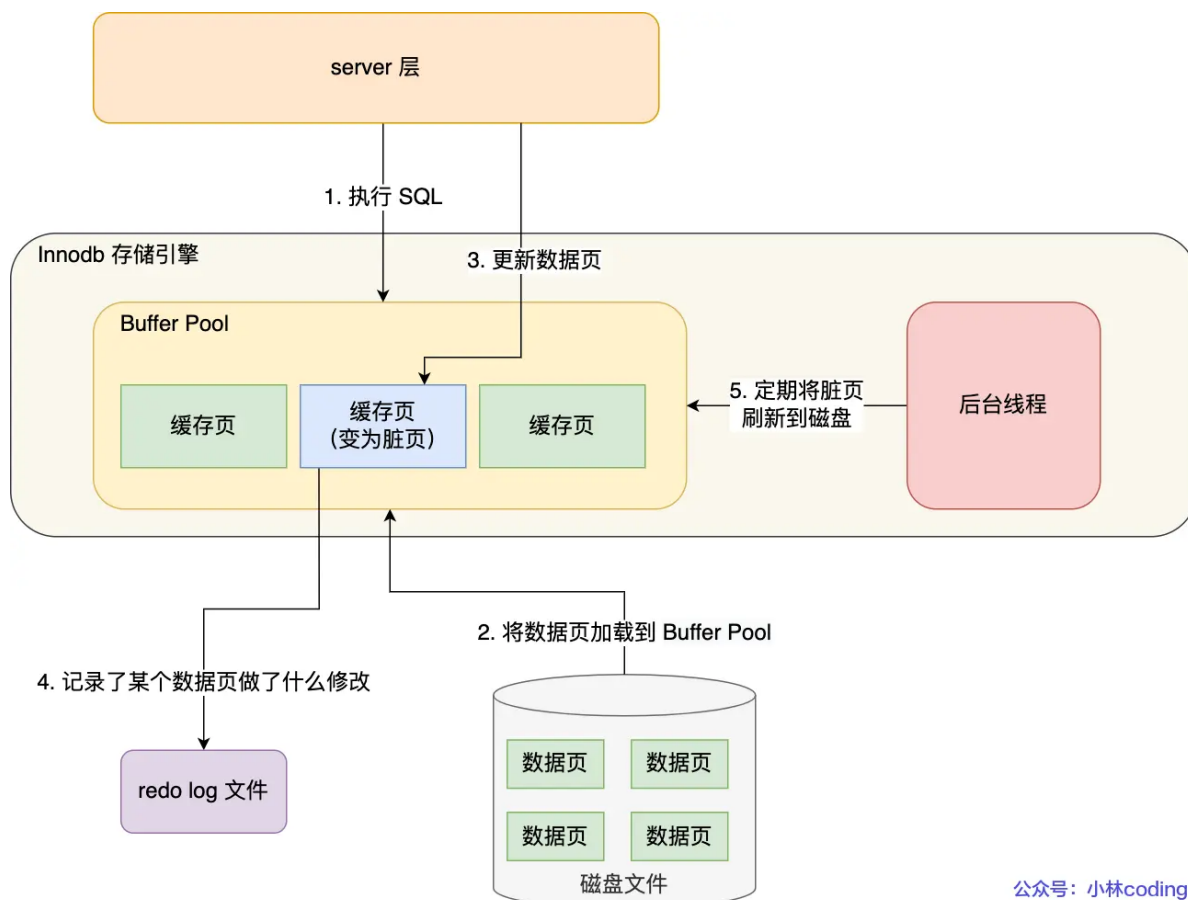 server 层
1. 执行 SQL
Innodb 存储引擎
3. 更新数据页
Buffer Pool
缓存页
缓存页
（变为脏页）
缓存页
5. 定期将脏页
刷新到磁盘
后台线程
2. 将数据页加载到 Buffer Pool
4. 记录了某个数据页做了什么修改
redo log 文件
数据页
数据页
数据页
数据页
磁盘文件
公众号：小林coding